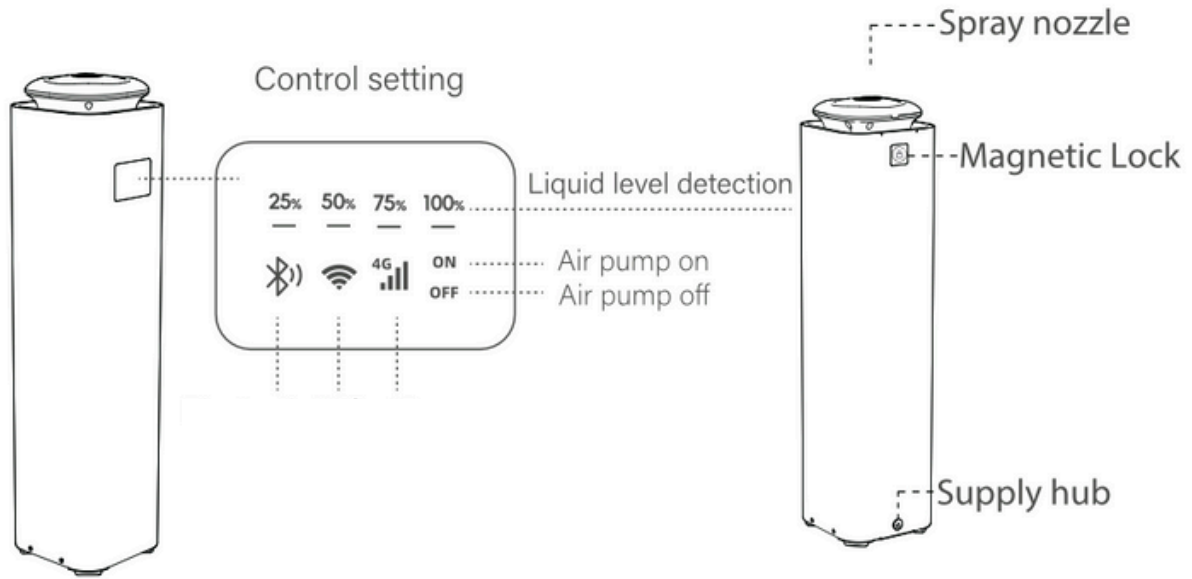 Spray nozzle
Control setting
Magnetic Lock
Liquid level detection
25% 50% 75% 100%
4G
ON
Air pump on
OFF
Air pump off
Supply hub